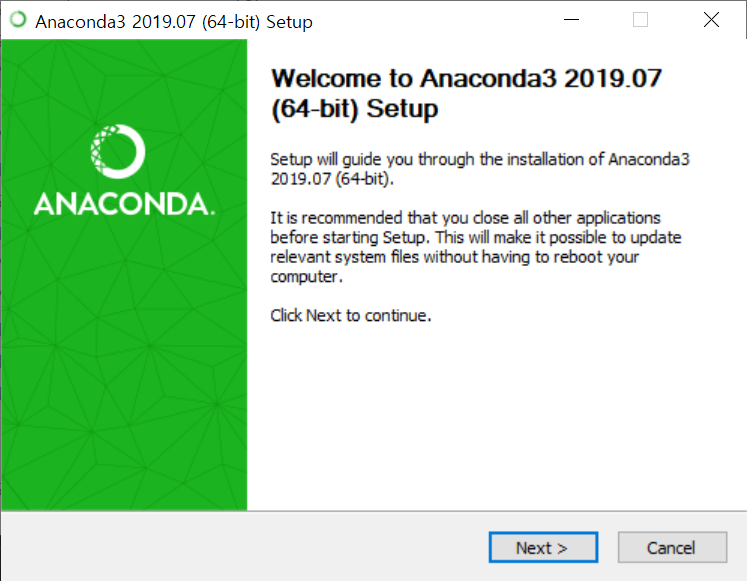 Anaconda3 2019.07 (64-bit) Setup
ANACONDA.
Welcome to Anaconda3 2019.07
(64-bit) Setup
Setup will guide you through the installation of Anaconda3
2019.07 (64-bit).
It is recommended that you close all other applications
before starting Setup. This will make it possible to update
relevant system files without having to reboot your
computer.
Click Next to continue.
Next >
Cancel